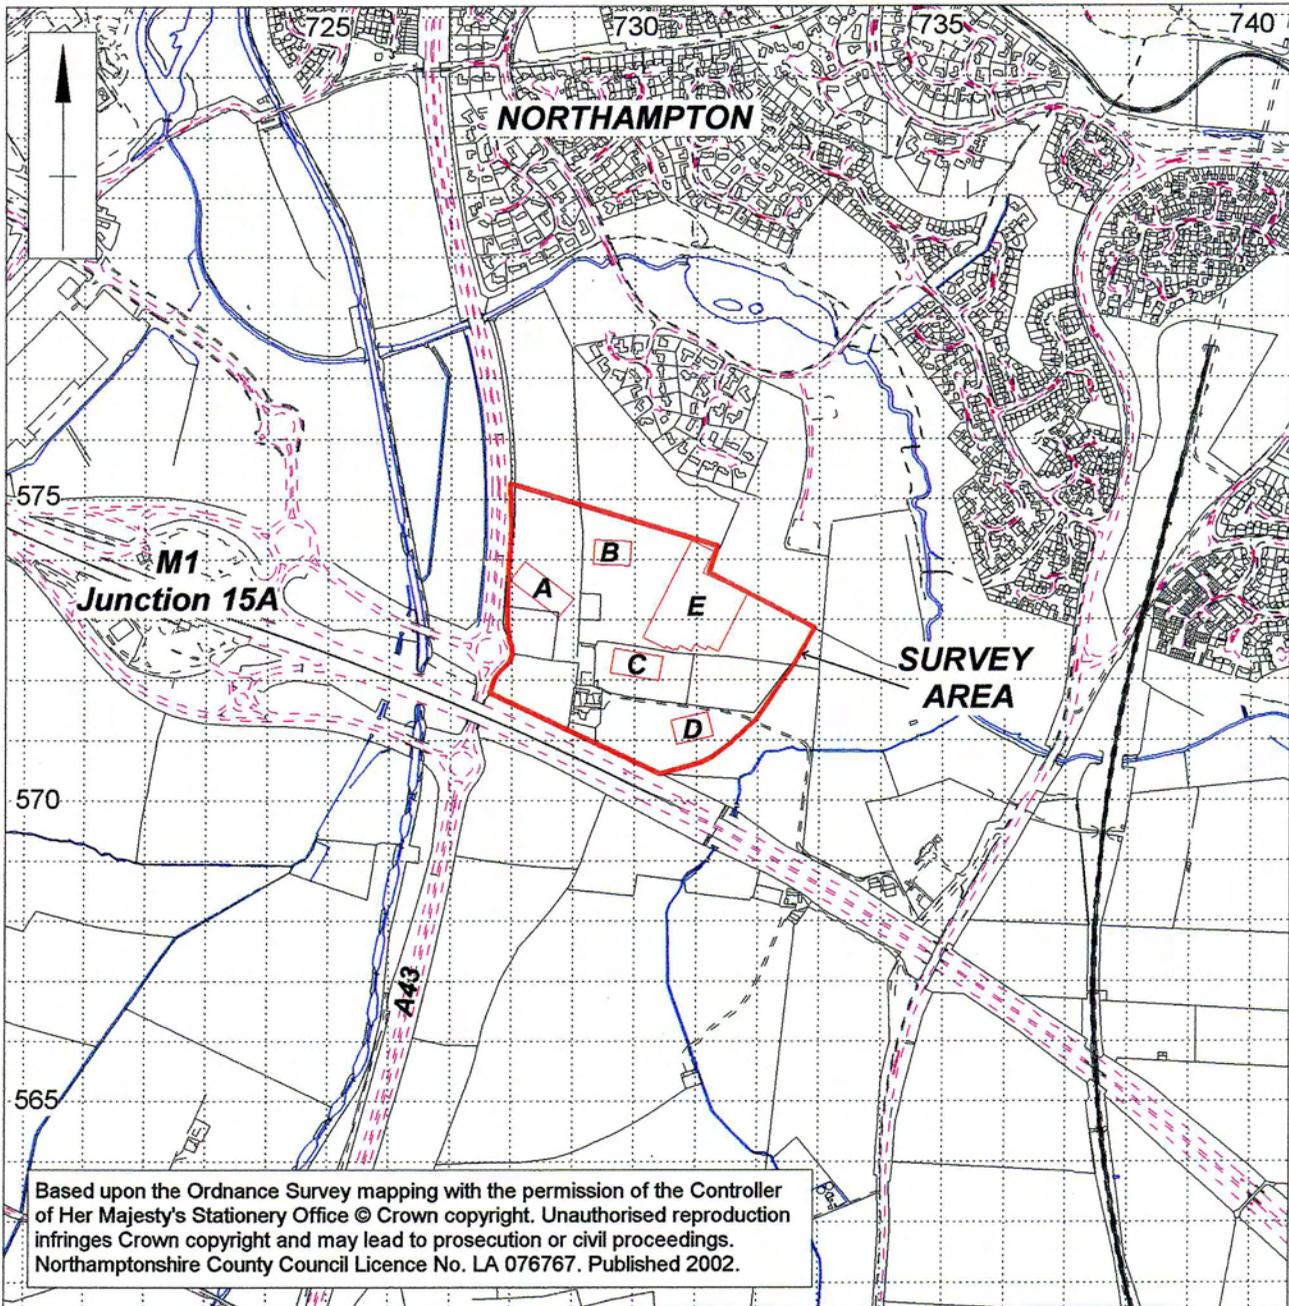 725
730
735
740
NORTHAMPTON
575
M1
Junction 15A
B
A
E
C
D
SURVEY
AREA
570
A43
565
Based upon the Ordnance Survey mapping with the permission of the Controller
of Her Majesty's Stationery Office © Crown copyright. Unauthorised reproduction
infringes Crown copyright and may lead to prosecution or civil proceedings.
Northamptonshire County Council Licence No. LA 076767. Published 2002.